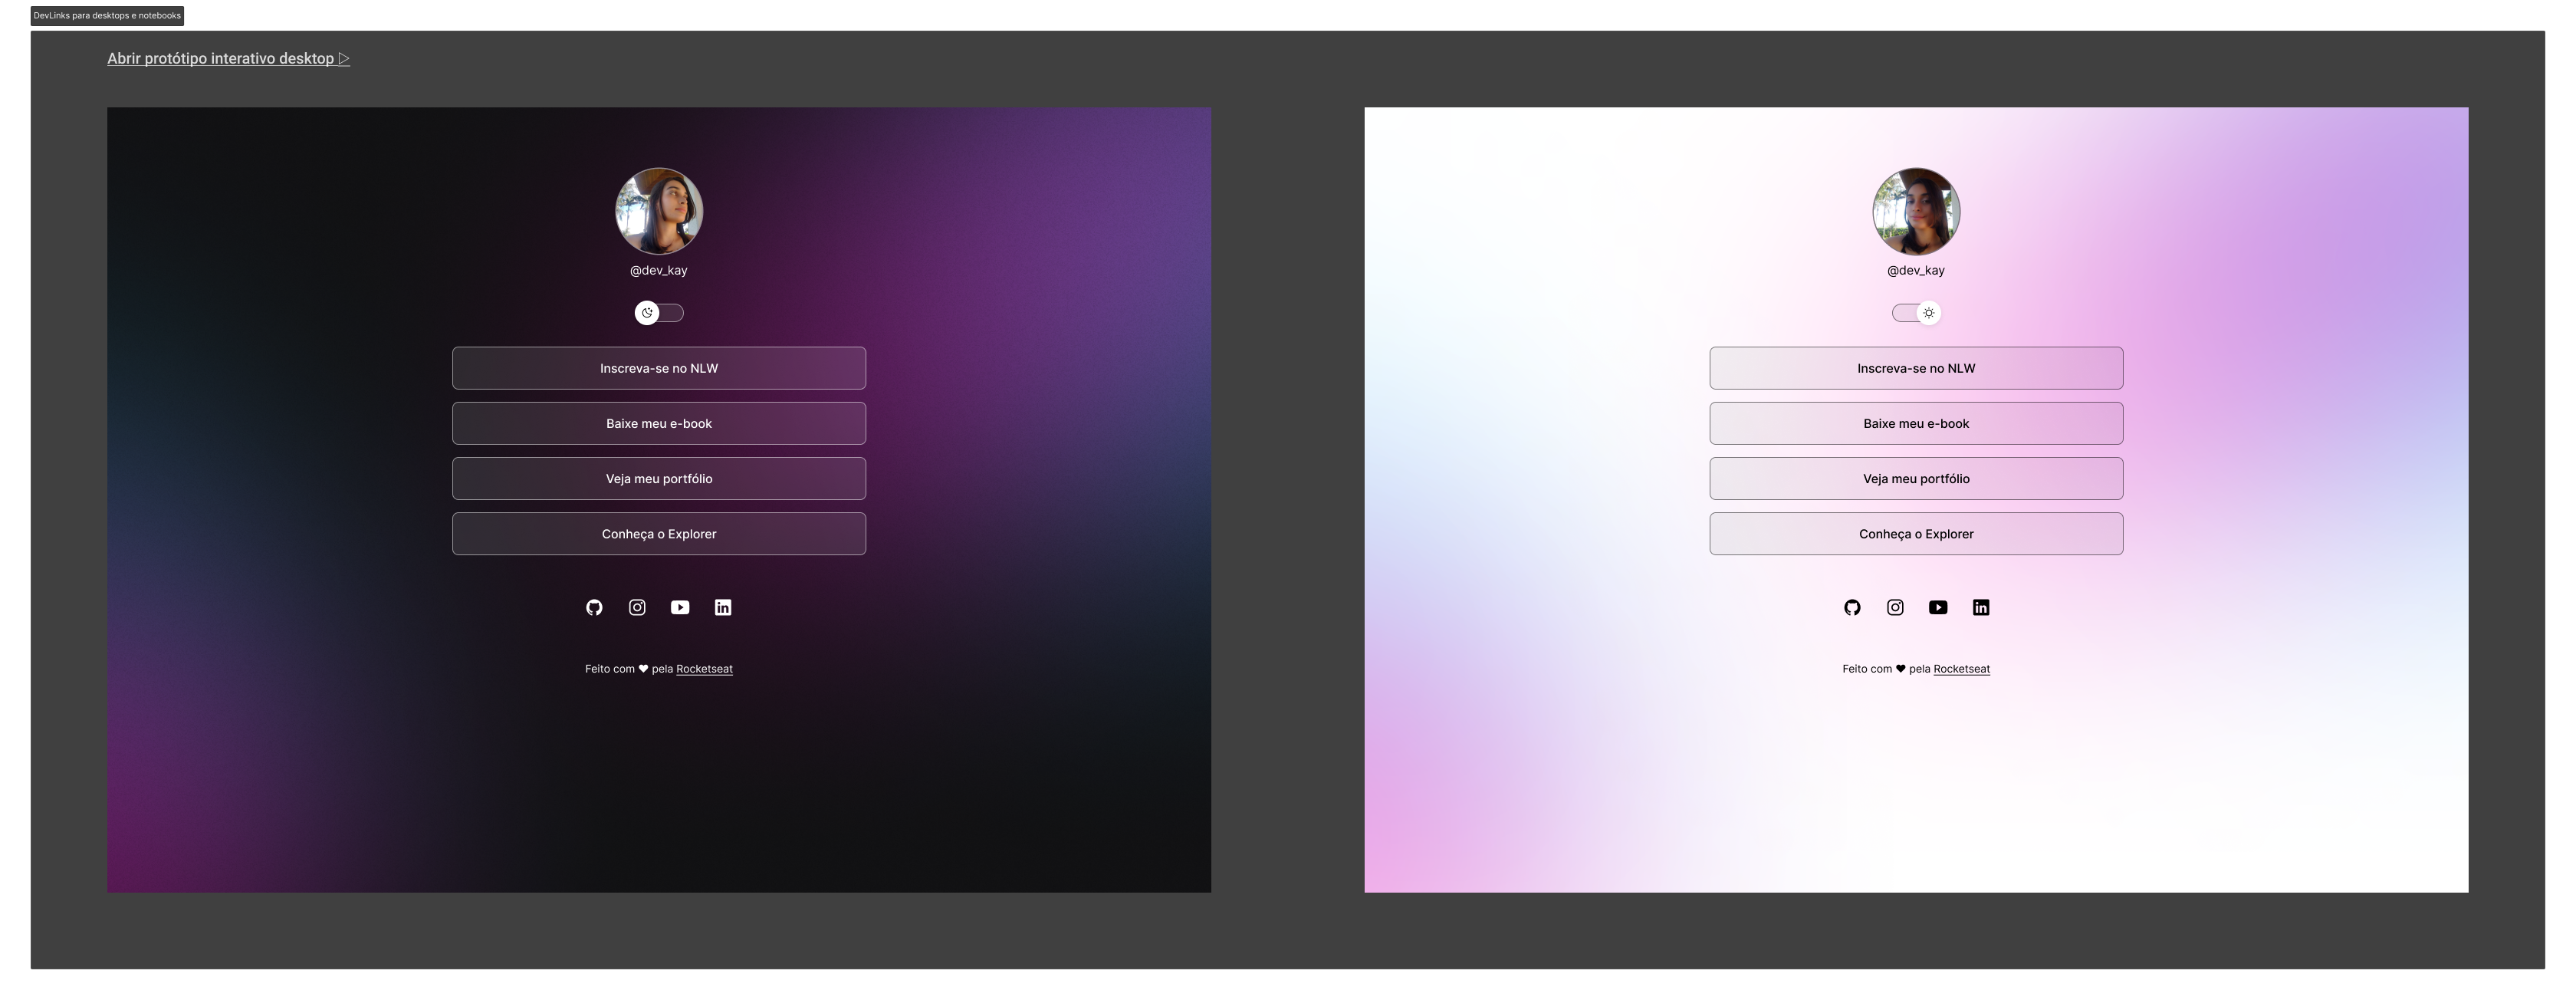 DevLinks para desktops e notebooks
Abrir protótipo interativo desktop ▷
@dev_kay
Inscreva-se no NLW
Baixe meu e-book
Veja meu portfólio
Conheça o Explorer
Feito com ♥ pela Rocketseat
@dev_kay
Inscreva-se no NLW
Baixe meu e-book
Veja meu portfólio
Conheça o Explorer
Feito com ♥ pela Rocketseat